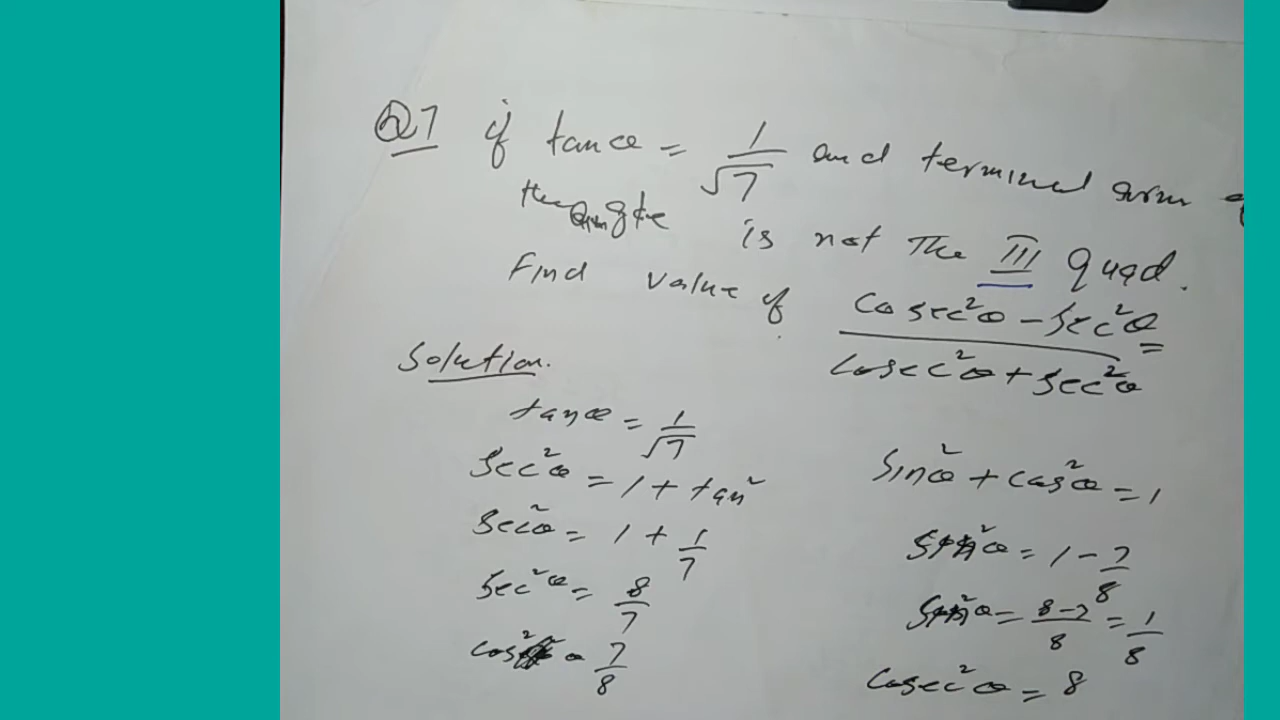 Q7 if tanθ = 1/√7 and terminal arm of
the angle is not the III quad.
Find value of (cosec²θ - sec²θ)/(cosec²θ + sec²θ)
Solution.
tanθ = 1/√7
sec²θ = 1 + tan²
sec²θ = 1 + 1/7
sec²θ = 8/7
cos²θ = 7/8
sin²θ + cos²θ = 1
sin²θ = 1 - 7/8
sin²θ = (8-7)/8 = 1/8
cosec²θ = 8